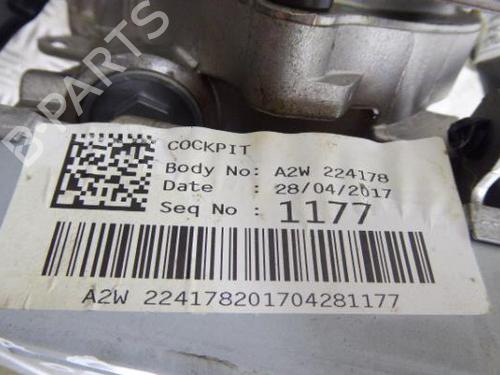 COCKPIT
Body No: A2W 224178
Date : 28/04/2017
Seq No : 1177
A2W 224178201704281177
B-PARTS